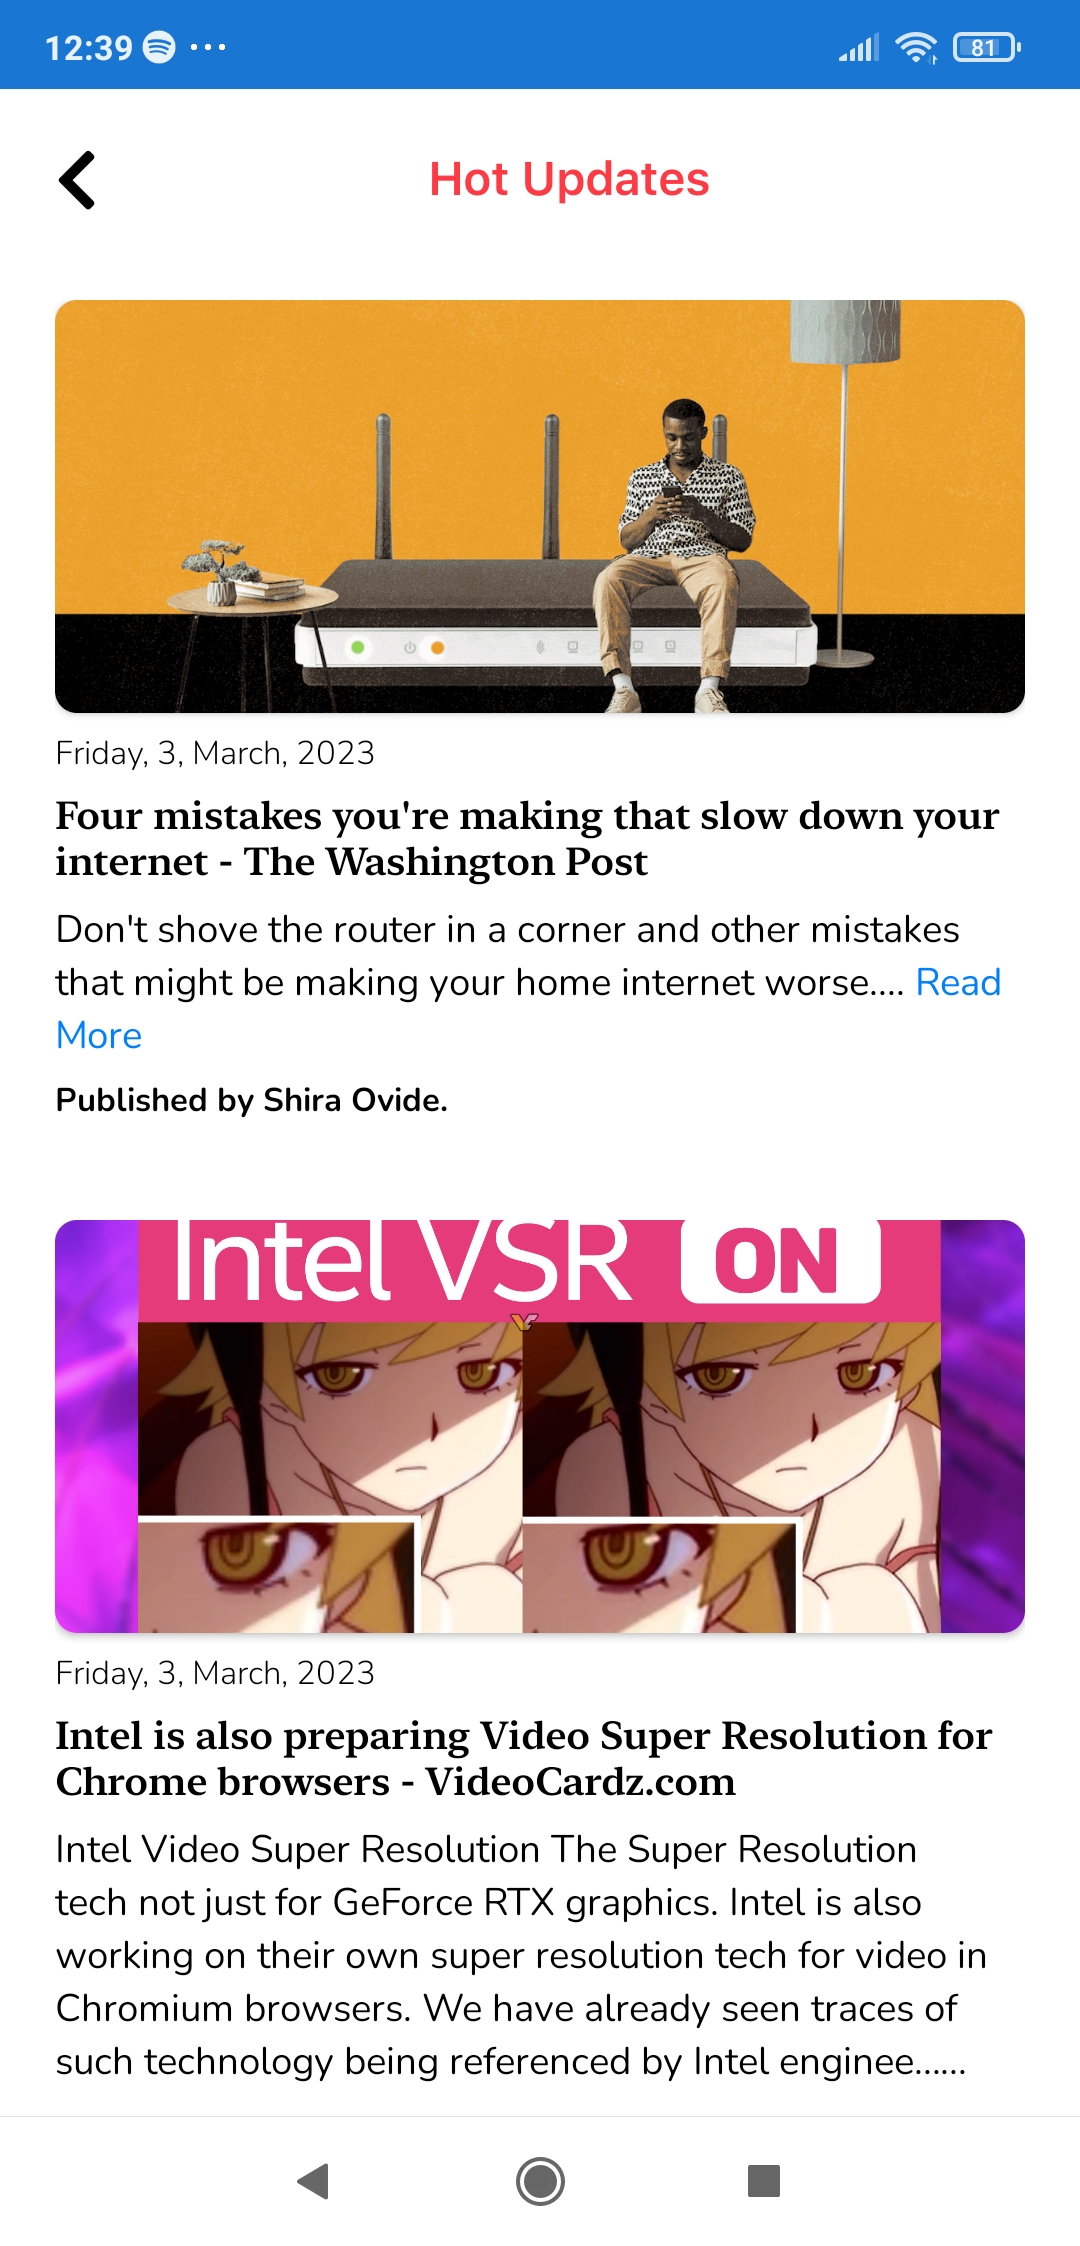 12:39
81
Hot Updates
Friday, 3, March, 2023
Four mistakes you're making that slow down your
internet - The Washington Post
Don't shove the router in a corner and other mistakes
that might be making your home internet worse.... Read
More
Published by Shira Ovide.
Intel VSR ON
Friday, 3, March, 2023
Intel is also preparing Video Super Resolution for
Chrome browsers - VideoCardz.com
Intel Video Super Resolution The Super Resolution
tech not just for GeForce RTX graphics. Intel is also
working on their own super resolution tech for video in
Chromium browsers. We have already seen traces of
such technology being referenced by Intel enginee......